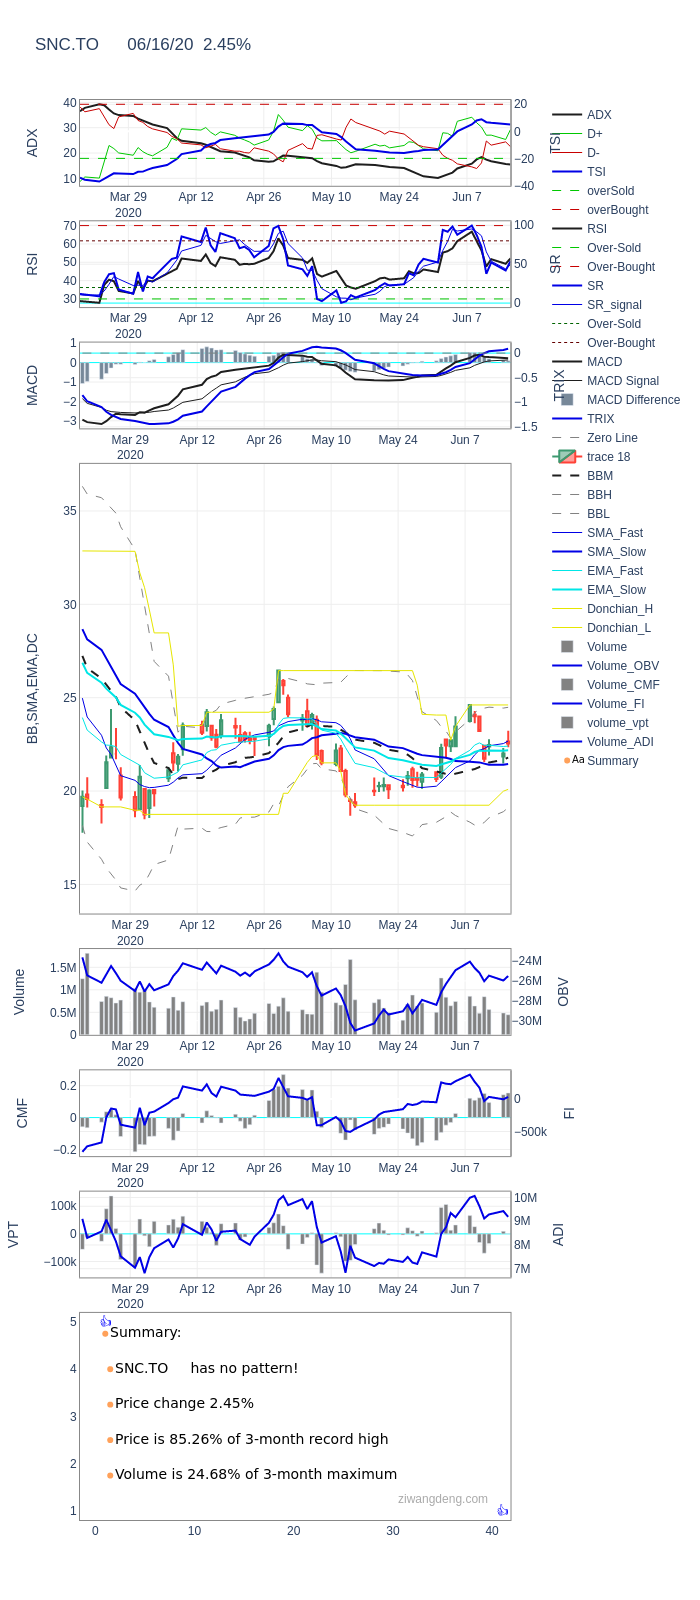 SNC.TO 06/16/20 2.45%
40
30
20
10
ADX
20
0
−20
−40
TSI
Mar 29
2020
Apr 12
Apr 26
May 10
May 24
Jun 7
70
60
50
40
30
RSI
100
50
0
SR
Mar 29
2020
Apr 12
Apr 26
May 10
May 24
Jun 7
1
0
−1
−2
−3
MACD
0
−0.5
−1
−1.5
TRIX
Mar 29
2020
Apr 12
Apr 26
May 10
May 24
Jun 7
35
30
25
20
15
BB,SMA,EMA,DC
Mar 29
2020
Apr 12
Apr 26
May 10
May 24
Jun 7
ADX
D+
D-
TSI
overSold
overBought
RSI
Over-Sold
Over-Bought
SR
SR_signal
Over-Sold
Over-Bought
MACD
MACD Signal
MACD Difference
TRIX
Zero Line
trace 18
BBM
BBH
BBL
SMA_Fast
SMA_Slow
EMA_Fast
EMA_Slow
Donchian_H
Donchian_L
Volume
Volume_OBV
Volume_CMF
Volume_FI
volume_vpt
Volume_ADI
Aa Summary
1.5M
1M
0.5M
0
Volume
−24M
−26M
−28M
−30M
OBV
Mar 29
2020
Apr 12
Apr 26
May 10
May 24
Jun 7
0.2
0
−0.2
CMF
0
−500k
FI
Mar 29
2020
Apr 12
Apr 26
May 10
May 24
Jun 7
100k
0
−100k
VPT
10M
9M
8M
7M
ADI
Mar 29
2020
Apr 12
Apr 26
May 10
May 24
Jun 7
5
4
3
2
1
👍
Summary:
SNC.TO has no pattern!
Price change 2.45%
Price is 85.26% of 3-month record high
Volume is 24.68% of 3-month maximum
ziwangdeng.com
👍
0
10
20
30
40